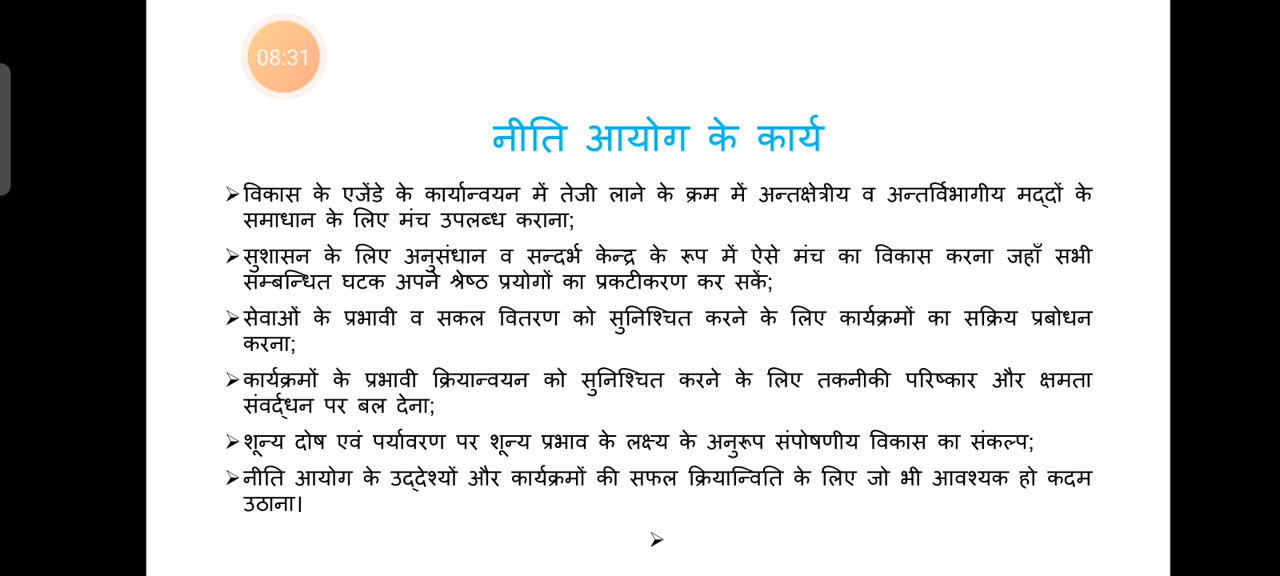 08:31
नीति आयोग के कार्य
➢विकास के एजेंडे के कार्यान्वयन में तेजी लाने के क्रम में अन्तक्षेत्रीय व अन्तर्विभागीय मद्दों के
समाधान के लिए मंच उपलब्ध कराना;
➢सुशासन के लिए अनुसंधान व सन्दर्भ केन्द्र के रूप में ऐसे मंच का विकास करना जहाँ सभी
सम्बन्धित घटक अपने श्रेष्ठ प्रयोगों का प्रकटीकरण कर सकें;
➢सेवाओं के प्रभावी व सकल वितरण को सुनिश्चित करने के लिए कार्यक्रमों का सक्रिय प्रबोधन
करना;
➢कार्यक्रमों के प्रभावी क्रियान्वयन को सुनिश्चित करने के लिए तकनीकी परिष्कार और क्षमता
संवर्द्धन पर बल देना;
➢शून्य दोष एवं पर्यावरण पर शून्य प्रभाव के लक्ष्य के अनुरूप संपोषणीय विकास का संकल्प;
➢नीति आयोग के उद्देश्यों और कार्यक्रमों की सफल क्रियान्विति के लिए जो भी आवश्यक हो कदम
उठाना।
➢